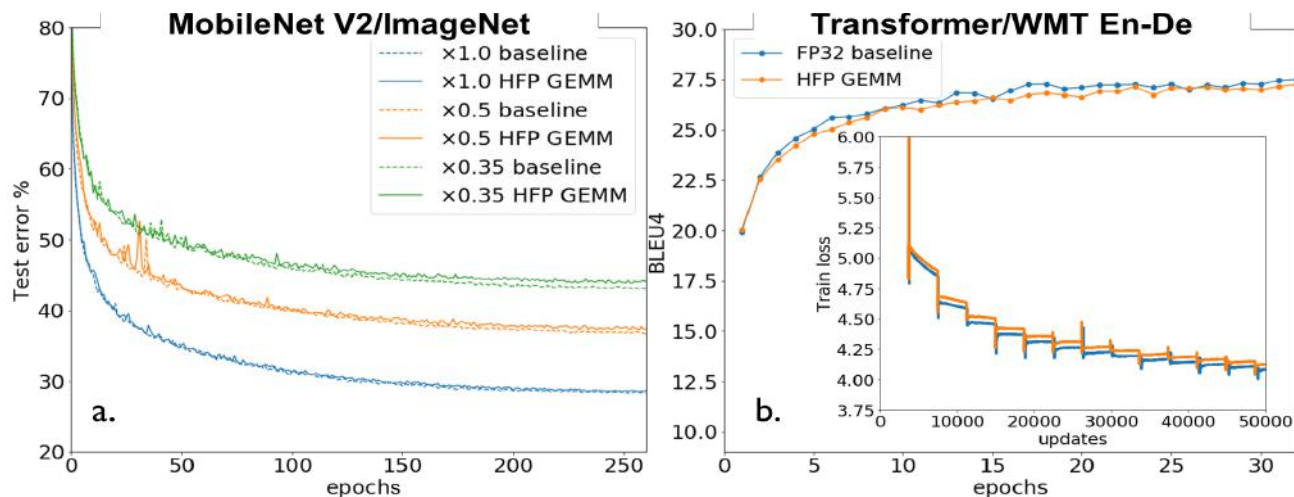 MobileNet V2/ImageNet
80
70
60
50
40
30
20
Test error %
×1.0 baseline
×1.0 HFP GEMM
×0.5 baseline
×0.5 HFP GEMM
×0.35 baseline
×0.35 HFP GEMM
a.
0 50 100 150 200 250
epochs
Transformer/WMT En-De
30.0
27.5
25.0
22.5
20.0
17.5
15.0
12.5
10.0
BLEU4
FP32 baseline
HFP GEMM
6.00
5.75
5.50
5.25
5.00
4.75
4.50
4.25
4.00
3.75
Train loss
0 10000 20000 30000 40000 50000
updates
b.
0 5 10 15 20 25 30
epochs